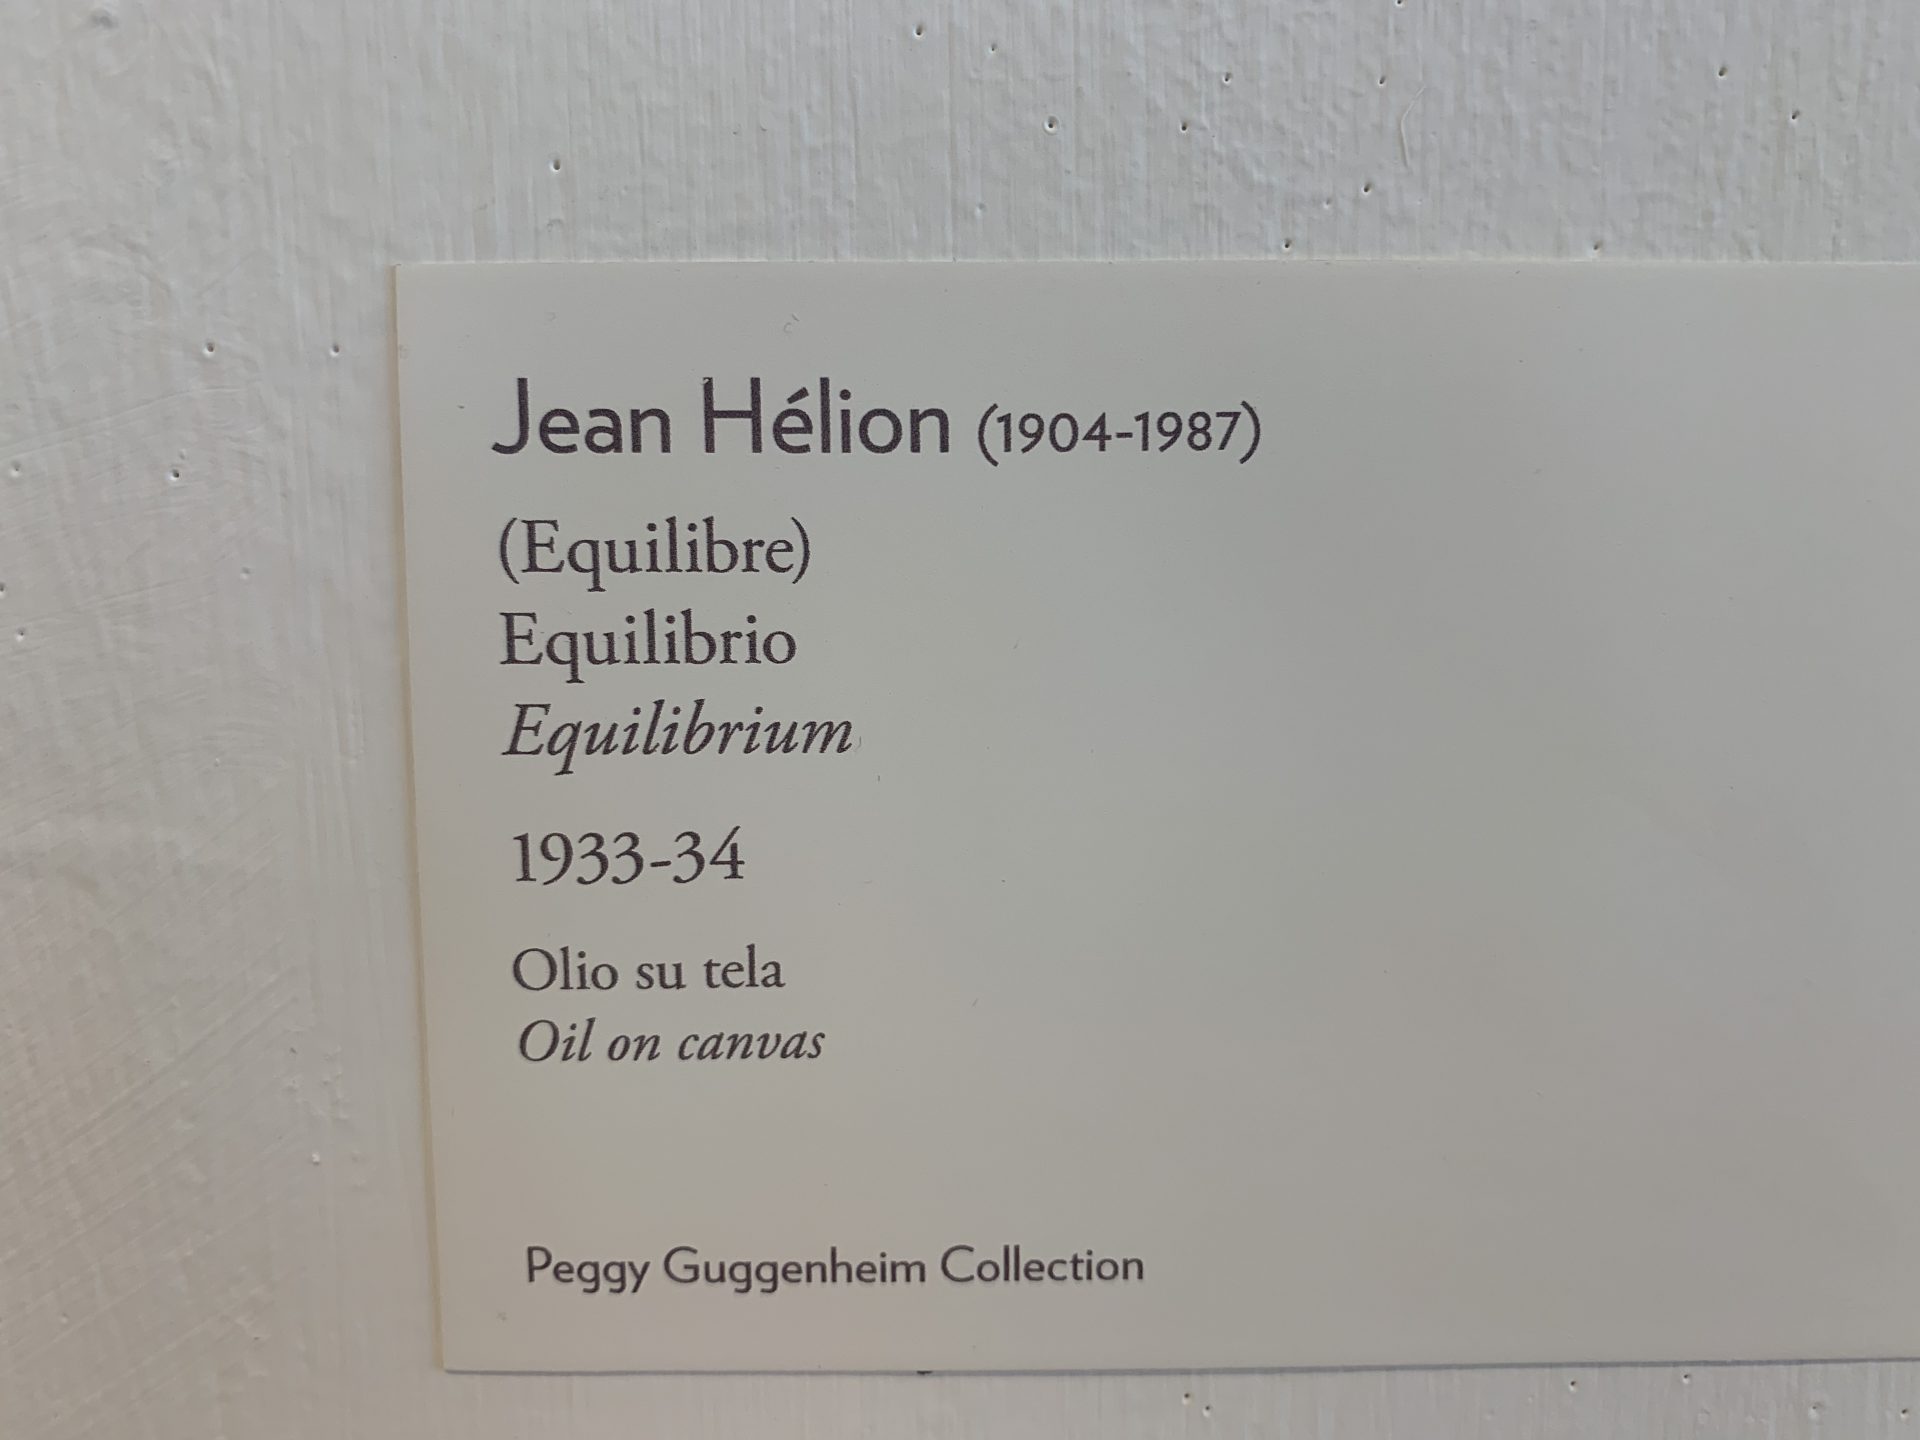 Jean Hélion (1904-1987)
(Equilibre)
Equilibrio
Equilibrium
1933-34
Olio su tela
Oil on canvas
Peggy Guggenheim Collection